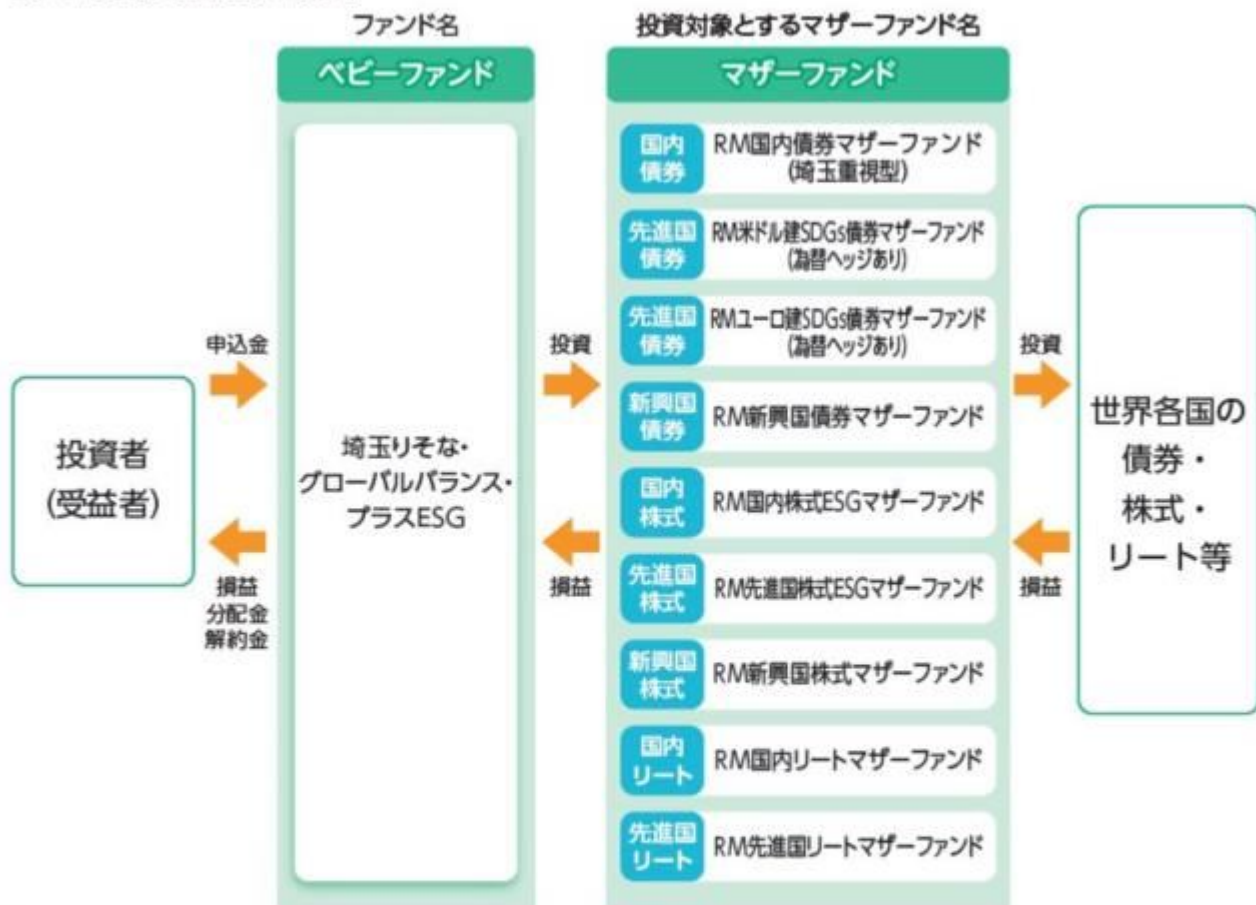 ファンド名
投資対象とするマザーファンド名
ベビーファンド
マザーファンド
投資者
(受益者)
申込金
損益
分配金
解約金
埼玉りそな・
グローバルバランス・
プラスESG
投資
損益
国内
債券
RM国内債券マザーファンド
(埼玉重視型)
先進国
債券
RM米ドル建SDGs債券マザーファンド
(為替ヘッジあり)
先進国
債券
RMユーロ建SDGs債券マザーファンド
(為替ヘッジあり)
新興国
債券
RM新興国債券マザーファンド
国内
株式
RM国内株式ESGマザーファンド
先進国
株式
RM先進国株式ESGマザーファンド
新興国
株式
RM新興国株式マザーファンド
国内
リート
RM国内リートマザーファンド
先進国
リート
RM先進国リートマザーファンド
投資
損益
世界各国の
債券・
株式・
リート等